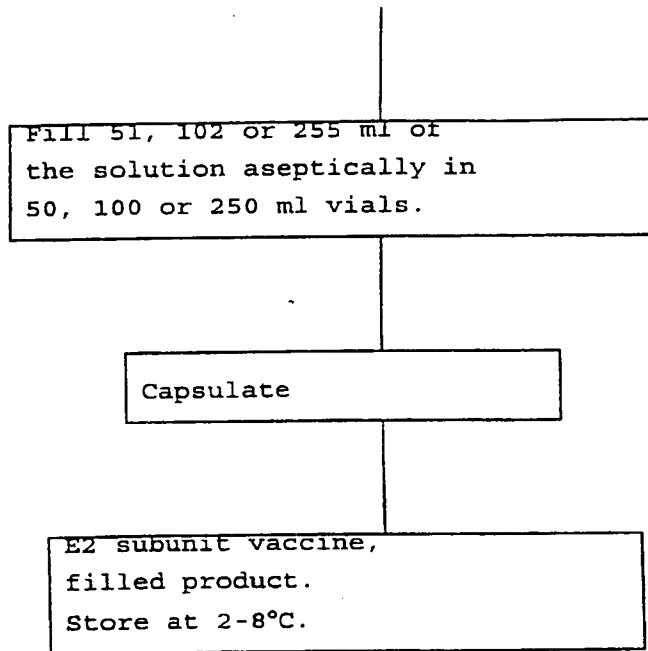 Fill 51, 102 or 255 ml of
the solution aseptically in
50, 100 or 250 ml vials.
Capsulate
E2 subunit vaccine,
filled product.
Store at 2-8°C.